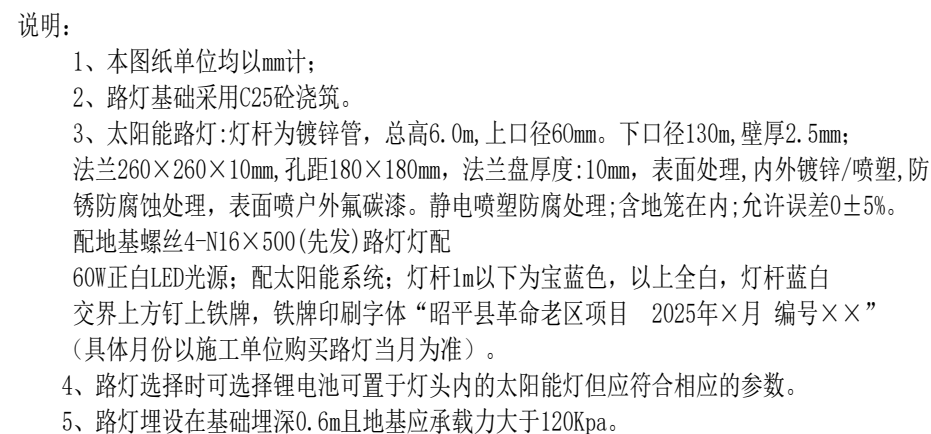 说明:
1、本图纸单位均以mm计;
2、路灯基础采用C25砼浇筑。
3、太阳能路灯:灯杆为镀锌管，总高6.0m,上口径60mm。下口径130m,壁厚2.5mm;
法兰260×260×10mm,孔距180×180mm，法兰盘厚度:10mm，表面处理,内外镀锌/喷塑,防
锈防腐蚀处理，表面喷户外氟碳漆。静电喷塑防腐处理;含地笼在内;允许误差0±5%。
配地基螺丝4-N16×500(先发)路灯灯配
60W正白LED光源；配太阳能系统；灯杆1m以下为宝蓝色，以上全白，灯杆蓝白
交界上方钉上铁牌，铁牌印刷字体“昭平县革命老区项目 2025年×月 编号××”
（具体月份以施工单位购买路灯当月为准）。
4、路灯选择时可选择锂电池可置于灯头内的太阳能灯但应符合相应的参数。
5、路灯埋设在基础埋深0.6m且地基应承载力大于120Kpa。